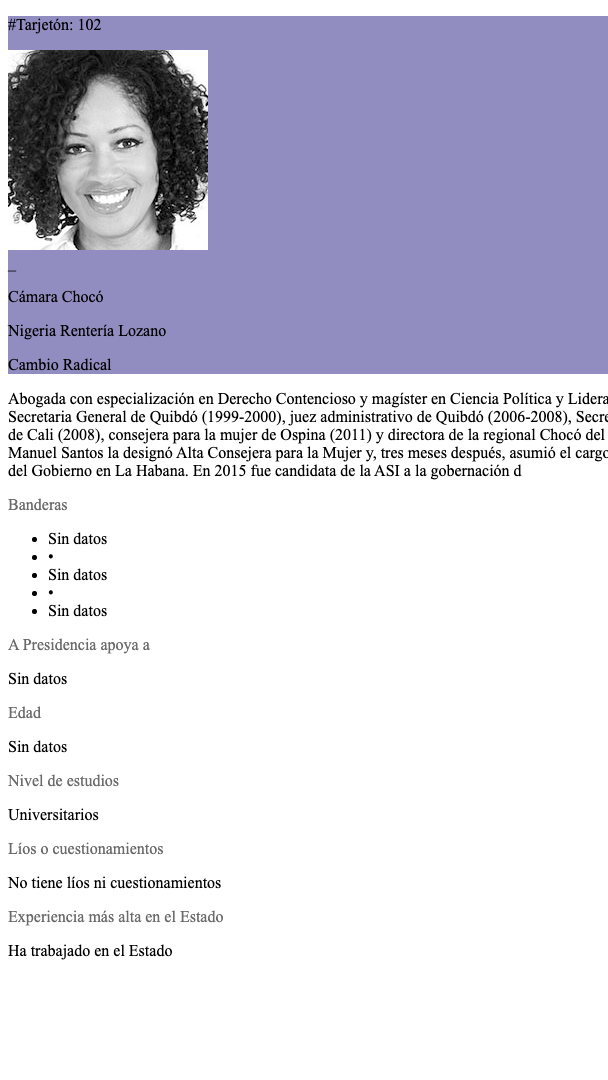 #Tarjetón: 102
_
Cámara Chocó
Nigeria Rentería Lozano
Cambio Radical
Abogada con especialización en Derecho Contencioso y magíster en Ciencia Política y Lidera
Secretaria General de Quibdó (1999-2000), juez administrativo de Quibdó (2006-2008), Secre
de Cali (2008), consejera para la mujer de Ospina (2011) y directora de la regional Chocó del
Manuel Santos la designó Alta Consejera para la Mujer y, tres meses después, asumió el cargo
del Gobierno en La Habana. En 2015 fue candidata de la ASI a la gobernación d
Banderas
• Sin datos
• •
• Sin datos
• •
• Sin datos
A Presidencia apoya a
Sin datos
Edad
Sin datos
Nivel de estudios
Universitarios
Líos o cuestionamientos
No tiene líos ni cuestionamientos
Experiencia más alta en el Estado
Ha trabajado en el Estado